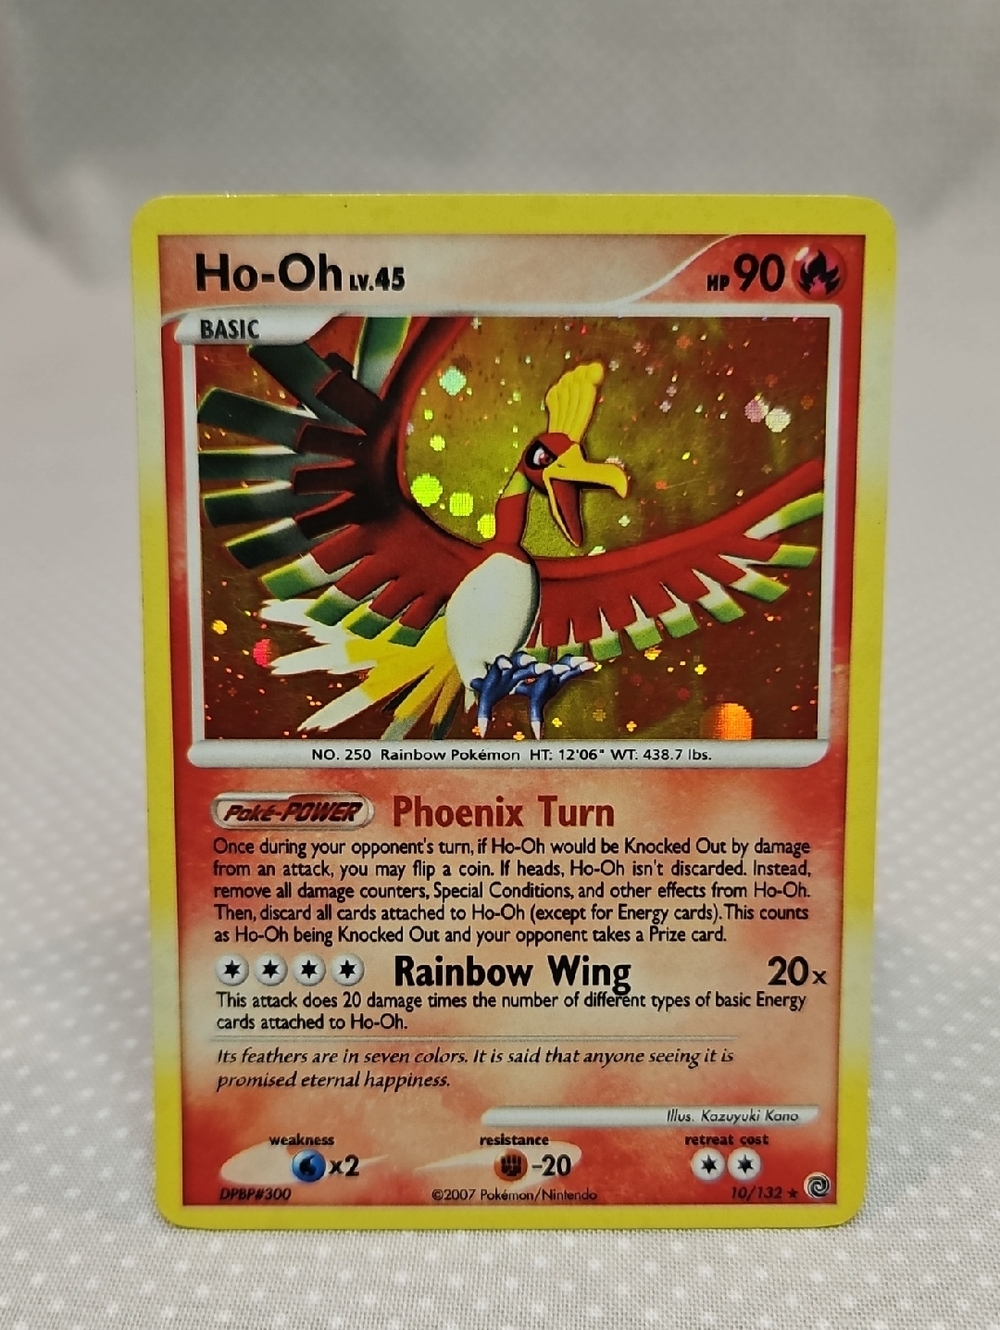 Ho-Oh LV.45 HP 90
BASIC
NO. 250 Rainbow Pokémon HT: 12'06" WT: 438.7 lbs.
Poké-POWER Phoenix Turn
Once during your opponent's turn, if Ho-Oh would be Knocked Out by damage
from an attack, you may flip a coin. If heads, Ho-Oh isn't discarded. Instead,
remove all damage counters, Special Conditions, and other effects from Ho-Oh.
Then, discard all cards attached to Ho-Oh (except for Energy cards). This counts
as Ho-Oh being Knocked Out and your opponent takes a Prize card.
Rainbow Wing 20x
This attack does 20 damage times the number of different types of basic Energy
cards attached to Ho-Oh.
Its feathers are in seven colors. It is said that anyone seeing it is
promised eternal happiness.
Illus. Kazuyuki Kano
weakness resistance retreat cost
x2 -20
DPBP#300 ©2007 Pokémon/Nintendo 10/132 ★